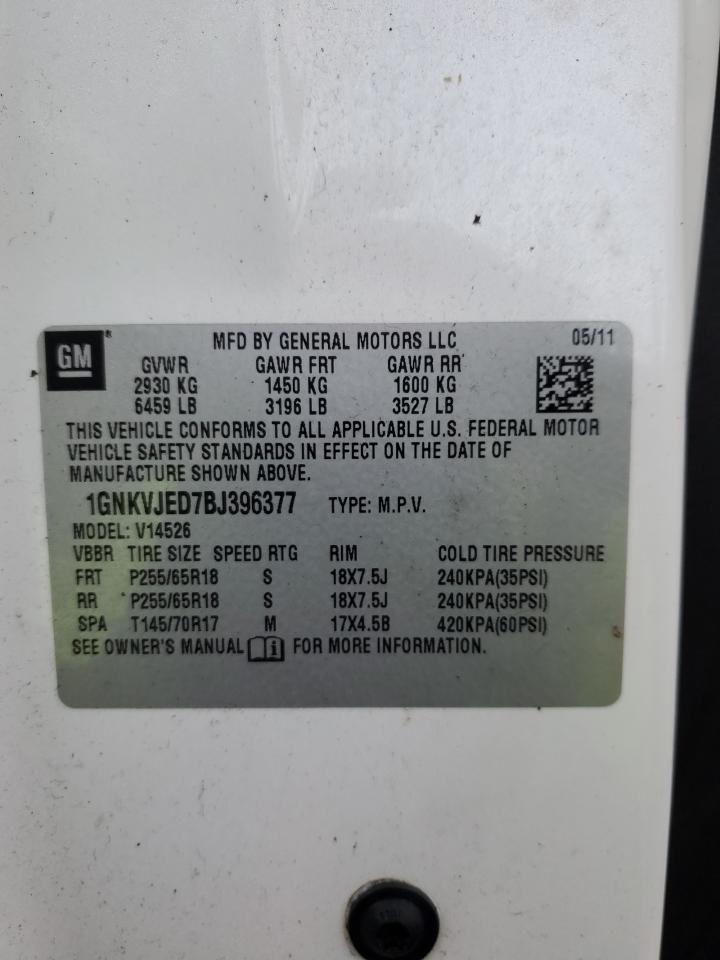 GM®
MFD BY GENERAL MOTORS LLC 05/11
GVWR GAWR FRT GAWR RR
2930 KG 1450 KG 1600 KG
6459 LB 3196 LB 3527 LB
THIS VEHICLE CONFORMS TO ALL APPLICABLE U.S. FEDERAL MOTOR
VEHICLE SAFETY STANDARDS IN EFFECT ON THE DATE OF
MANUFACTURE SHOWN ABOVE.
1GNKVJED7BJ396377 TYPE: M.P.V.
MODEL: V14526
VBBR TIRE SIZE SPEED RTG RIM COLD TIRE PRESSURE
FRT P255/65R18 S 18X7.5J 240KPA(35PSI)
RR P255/65R18 S 18X7.5J 240KPA(35PSI)
SPA T145/70R17 M 17X4.5B 420KPA(60PSI)
SEE OWNER'S MANUAL FOR MORE INFORMATION.